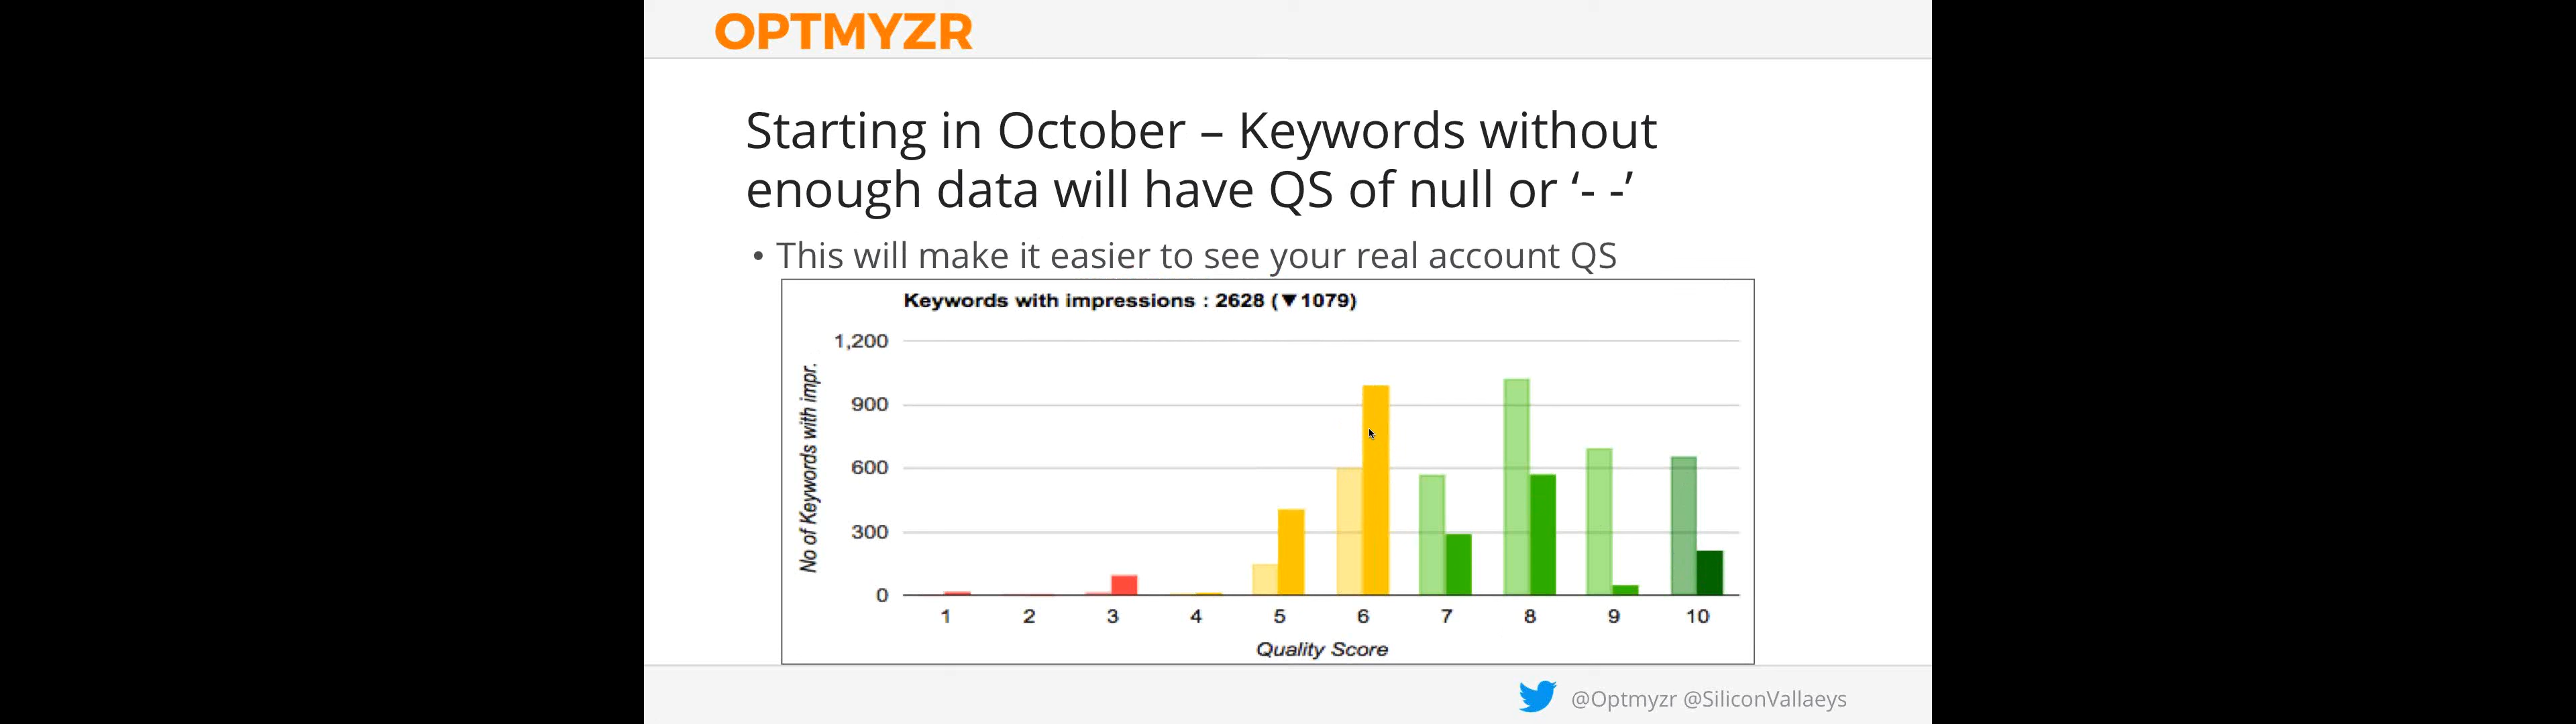 OPTMYZR
Starting in October – Keywords without
enough data will have QS of null or ‘- -’
• This will make it easier to see your real account QS
Keywords with impressions : 2628 (▼1079)
No of Keywords with impr.
1,200
900
600
300
0
1 2 3 4 5 6 7 8 9 10
Quality Score
@Optmyzr @SiliconVallaeys